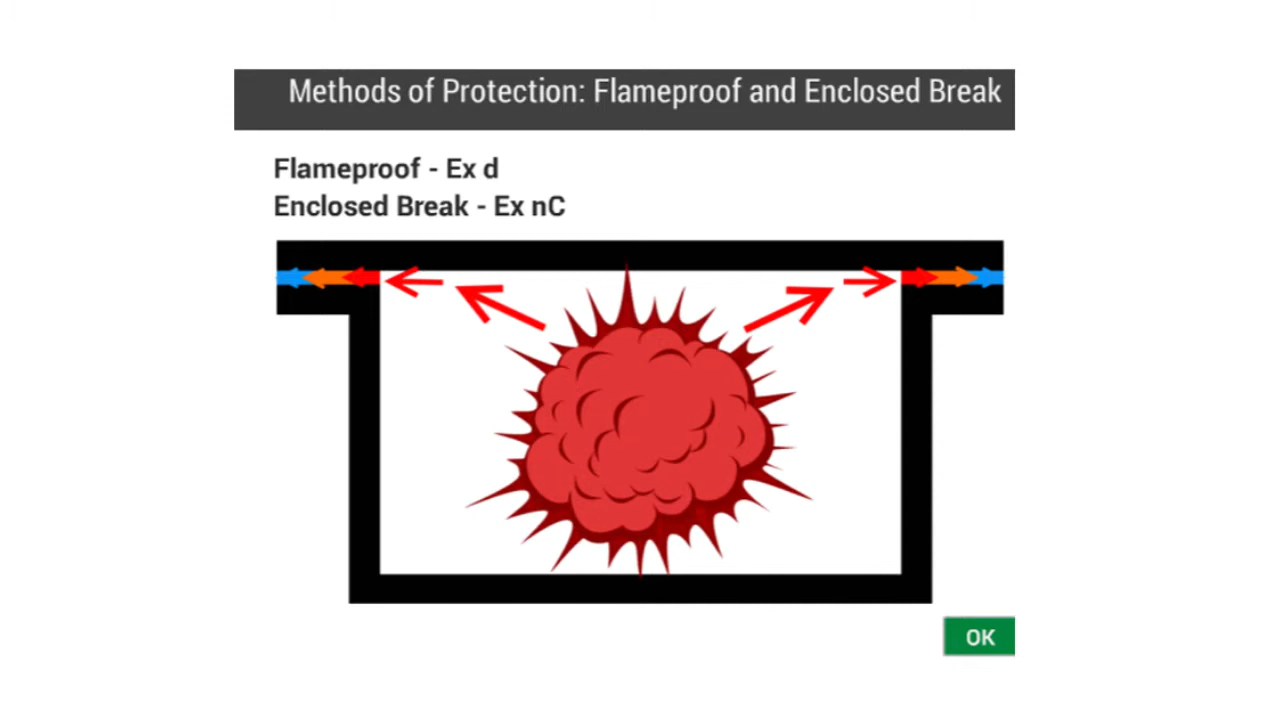 Methods of Protection: Flameproof and Enclosed Break
Flameproof - Ex d
Enclosed Break - Ex nC
OK